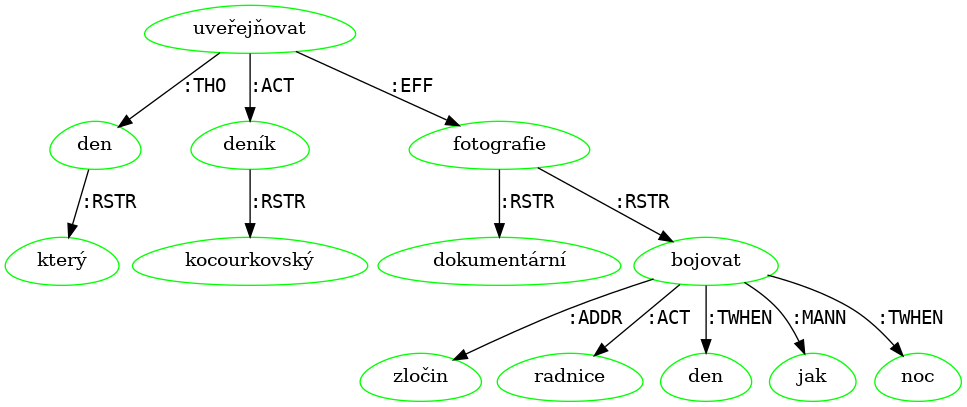 uveřejňovat
:THO :ACT :EFF
den deník fotografie
:RSTR :RSTR :RSTR :RSTR
který kocourkovský dokumentární bojovat
:ADDR :ACT :TWHEN :MANN :TWHEN
zločin radnice den jak noc